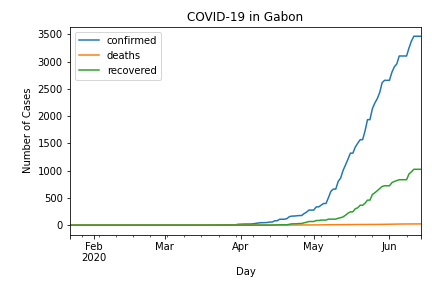 COVID-19 in Gabon
confirmed
deaths
recovered
Number of Cases
3500
3000
2500
2000
1500
1000
500
0
Feb
2020
Mar
Apr
May
Jun
Day